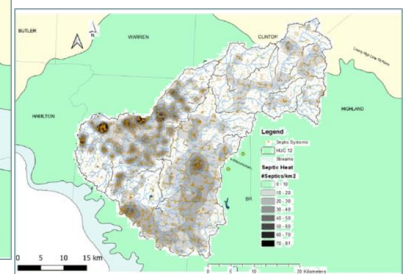 BUTLER
WARREN
CLINTON
HAMILTON
HIGHLAND
Legend
Septic Systems
HUC 12
Streams
Septic Heat
#Septics/km2
0 - 10
10 - 20
20 - 30
30 - 40
40 - 50
50 - 60
60 - 70
70 - 81
0 5 10 15 km
20 Kilometers